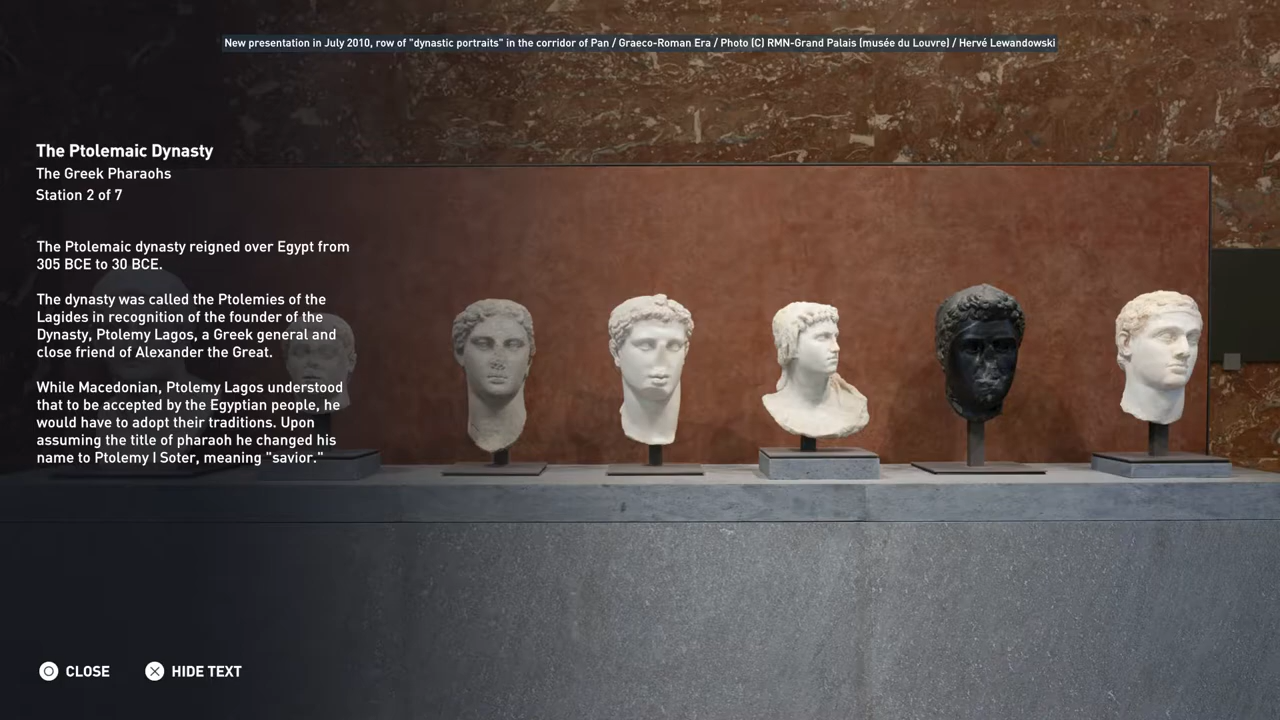 New presentation in July 2010, row of "dynastic portraits" in the corridor of Pan / Graeco-Roman Era / Photo (C) RMN-Grand Palais (musée du Louvre) / Hervé Lewandowski
The Ptolemaic Dynasty
The Greek Pharaohs
Station 2 of 7
The Ptolemaic dynasty reigned over Egypt from
305 BCE to 30 BCE.
The dynasty was called the Ptolemies of the
Lagides in recognition of the founder of the
Dynasty, Ptolemy Lagos, a Greek general and
close friend of Alexander the Great.
While Macedonian, Ptolemy Lagos understood
that to be accepted by the Egyptian people, he
would have to adopt their traditions. Upon
assuming the title of pharaoh he changed his
name to Ptolemy I Soter, meaning "savior."
CLOSE HIDE TEXT